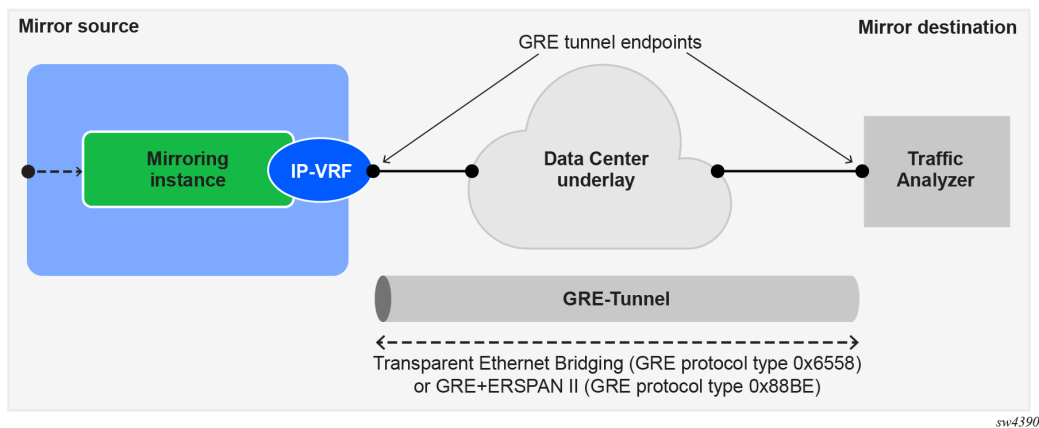 Mirror source
Mirror destination
GRE tunnel endpoints
Mirroring
instance
IP-VRF
Data Center
underlay
Traffic
Analyzer
GRE-Tunnel
Transparent Ethernet Bridging (GRE protocol type 0x6558)
or GRE+ERSPAN II (GRE protocol type 0x88BE)
sw4390